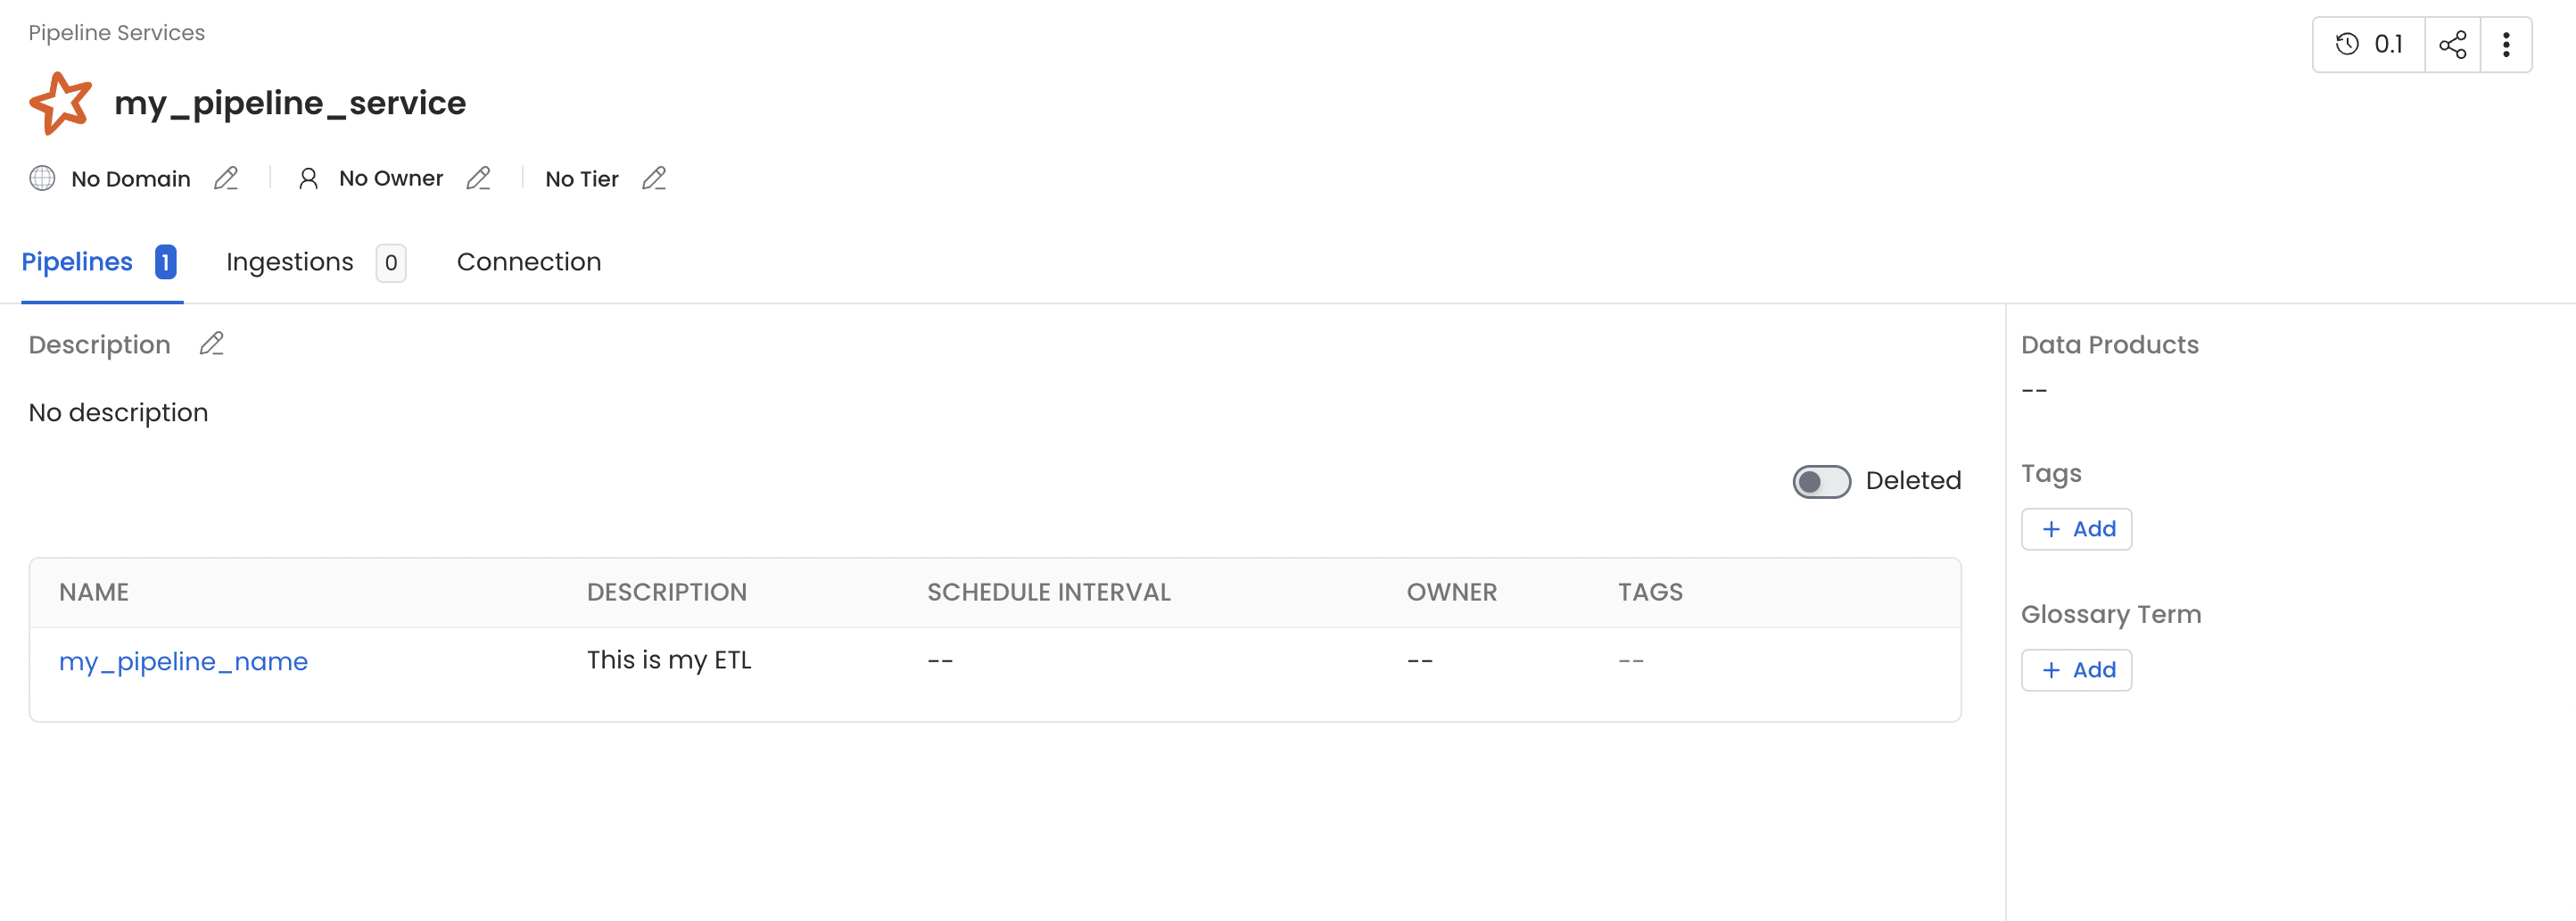 Pipeline Services
0.1
my_pipeline_service
No Domain No Owner No Tier
Pipelines 1 Ingestions 0 Connection
Description
No description
Deleted
NAME DESCRIPTION SCHEDULE INTERVAL OWNER TAGS
my_pipeline_name This is my ETL -- -- --
Data Products
--
Tags
+ Add
Glossary Term
+ Add